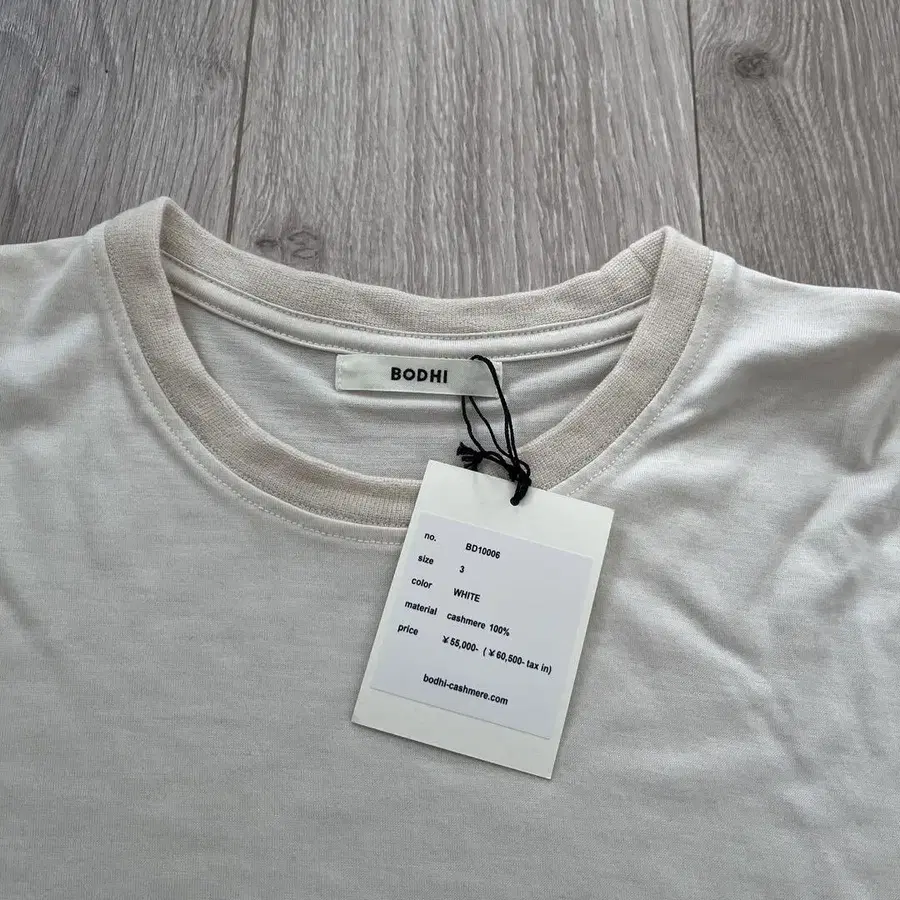 BODHI
no. BD10006
size 3
color WHITE
material cashmere 100%
price ¥55,000- (¥60,500- tax in)
bodhi-cashmere.com